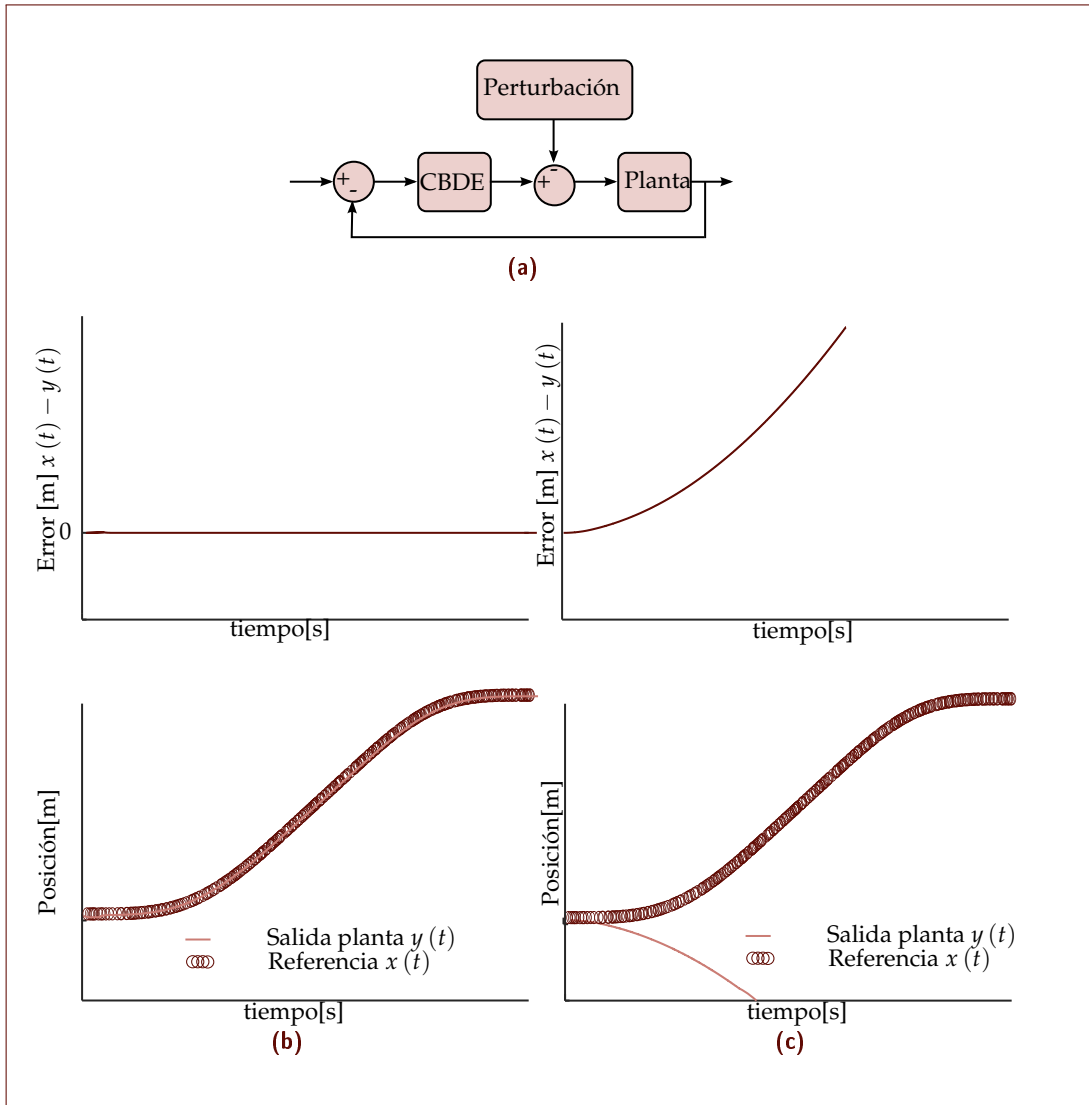 Perturbación
+
-
CBDE
-
+
Planta
(a)
Error [m] x (t) − y (t)
0
tiempo[s]
Error [m] x (t) − y (t)
tiempo[s]
Posición[m]
Salida planta y (t)
Referencia x (t)
tiempo[s]
(b)
Posición[m]
Salida planta y (t)
Referencia x (t)
tiempo[s]
(c)